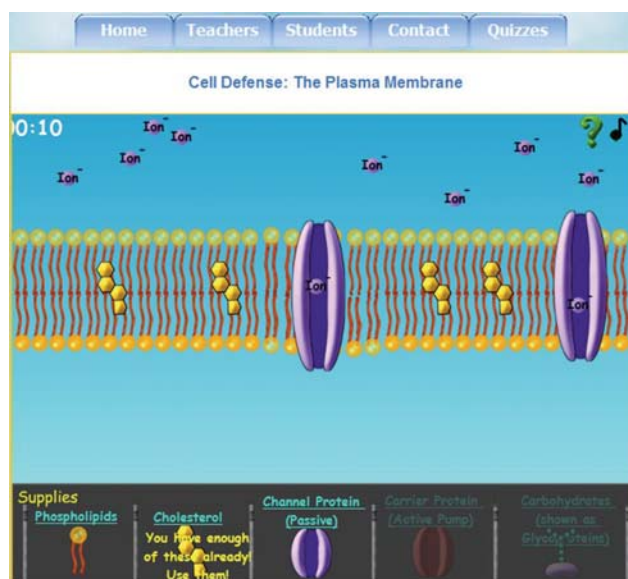 Home Teachers Students Contact Quizzes
Cell Defense: The Plasma Membrane
0:10
Ion-
Ion-
Ion-
Ion-
Ion-
Ion-
Ion-
Ion-
Ion-
Ion-
Supplies
Phospholipids
Cholesterol
You have enough
of these already!
Use them!
Channel Protein
(Passive)
Carrier Protein
(Active Pump)
Carbohydrates
(shown as
Glycoproteins)